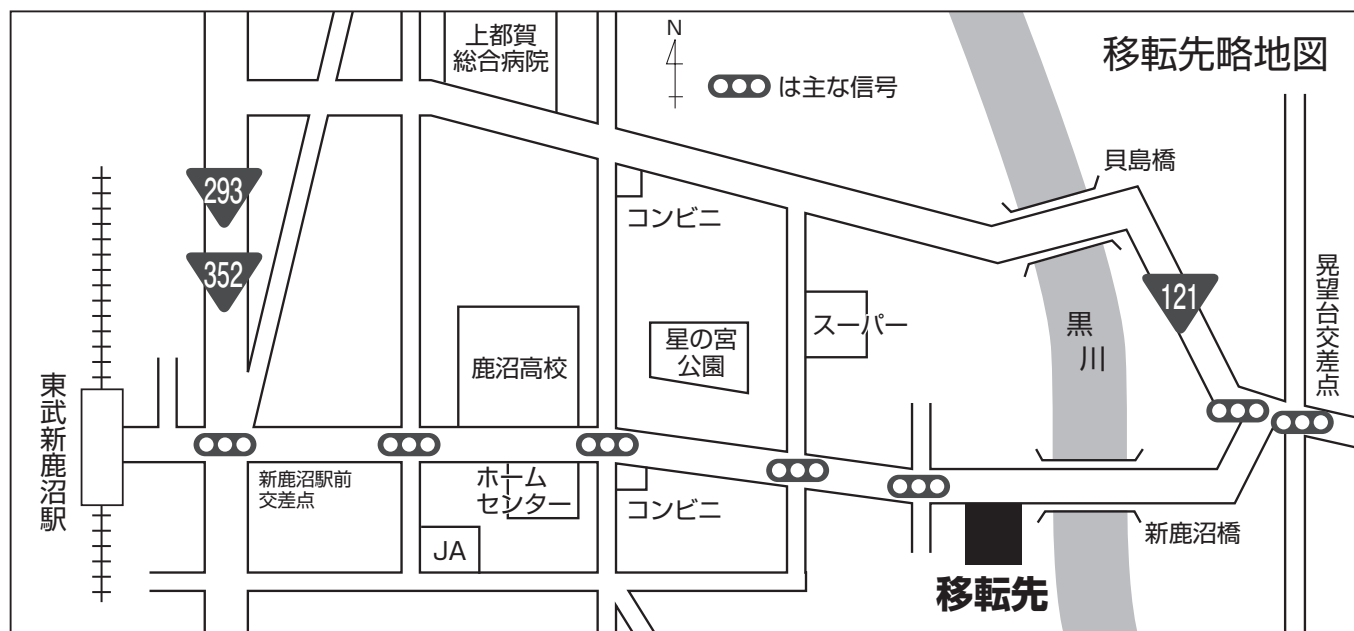 移転先略地図
N
は主な信号
上都賀
総合病院
293
352
貝島橋
コンビニ
121
晃望台交差点
スーパー
黒川
星の宮
公園
鹿沼高校
東武新鹿沼駅
新鹿沼駅前
交差点
ホーム
センター
コンビニ
新鹿沼橋
JA
移転先